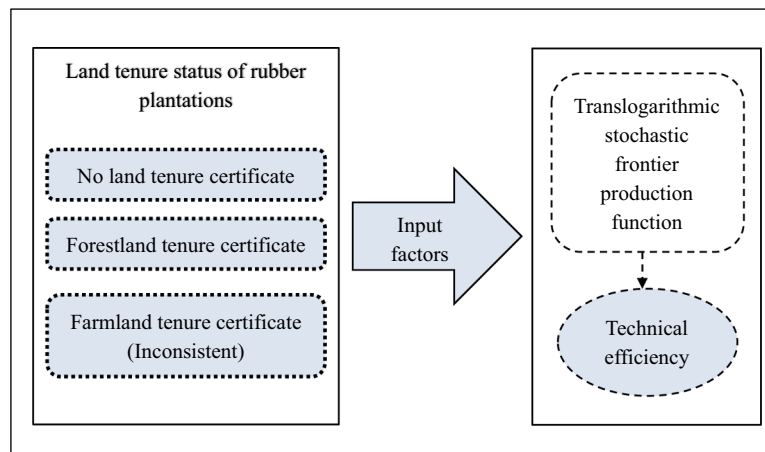 Land tenure status of rubber
plantations
No land tenure certificate
Forestland tenure certificate
Farmland tenure certificate
(Inconsistent)
Input
factors
Translogarithmic
stochastic
frontier
production
function
Technical
efficiency